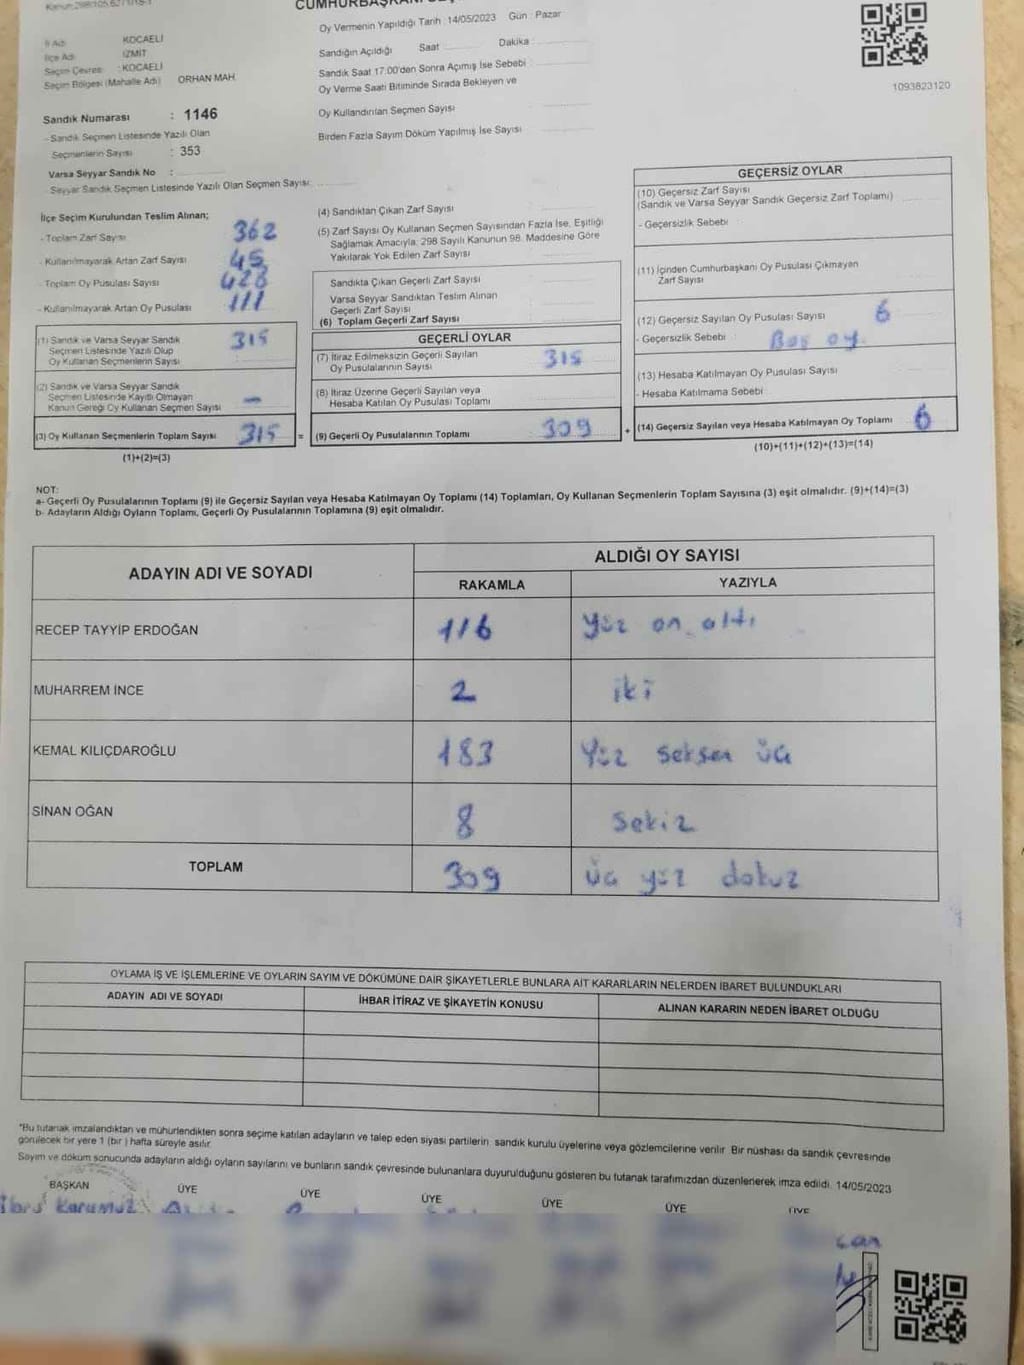 Oy Vermenin Yapıldığı Tarih : 14/05/2023 Gün : Pazar
İl Adı KOCAELİ
İlçe Adı İZMİT
Seçim Çevresi : KOCAELİ
Seçim Bölgesi (Mahalle Adı) ORHAN MAH.
Sandık Numarası : 1146
- Sandık Seçmen Listesinde Yazılı Olan
Seçmenlerin Sayısı : 353
Varsa Seyyar Sandık No :
- Seyyar Sandık Seçmen Listesinde Yazılı Olan Seçmen Sayısı:
Sandığın Açıldığı Saat Dakika :
Sandık Saat 17:00'den Sonra Açmış İse Sebebi
Oy Verme Saati Bitiminde Sırada Bekleyen ve
Oy Kullandırılan Seçmen Sayısı
Birden Fazla Sayım Döküm Yapılmış İse Sayısı
1093823120
İlçe Seçim Kurulundan Teslim Alınan;
- Toplam Zarf Sayısı 362
- Kullanılmayarak Artan Zarf Sayısı 45
- Toplam Oy Pusulası Sayısı 428
- Kullanılmayarak Artan Oy Pusulası 111
(1) Sandık ve Varsa Seyyar Sandık
Seçmen Listesinde Yazılı Olup
Oy Kullanan Seçmenlerin Sayısı 315
(2) Sandık ve Varsa Seyyar Sandık
Seçmen Listesinde Kayıtlı Olmayan
Kanun Gereği Oy Kullanan Seçmen Sayısı –
(3) Oy Kullanan Seçmenlerin Toplam Sayısı 315 =
(1)+(2)=(3)
(4) Sandıktan Çıkan Zarf Sayısı
(5) Zarf Sayısı Oy Kullanan Seçmen Sayısından Fazla İse, Eşitliği
Sağlamak Amacıyla; 298 Sayılı Kanunun 98. Maddesine Göre
Yakılarak Yok Edilen Zarf Sayısı
Sandıkta Çıkan Geçerli Zarf Sayısı
Varsa Seyyar Sandıktan Teslim Alınan
Geçerli Zarf Sayısı
(6) Toplam Geçerli Zarf Sayısı
GEÇERLİ OYLAR
(7) İtiraz Edilmeksizin Geçerli Sayılan
Oy Pusulalarının Sayısı 315
(8) İtiraz Üzerine Geçerli Sayılan veya
Hesaba Katılan Oy Pusulası Toplamı
(9) Geçerli Oy Pusulalarının Toplamı 309 +
GEÇERSİZ OYLAR
(10) Geçersiz Zarf Sayısı
(Sandık ve Varsa Seyyar Sandık Geçersiz Zarf Toplamı)
- Geçersizlik Sebebi
(11) İçinden Cumhurbaşkanı Oy Pusulası Çıkmayan
Zarf Sayısı
(12) Geçersiz Sayılan Oy Pusulası Sayısı 6
- Geçersizlik Sebebi Boş oy.
(13) Hesaba Katılmayan Oy Pusulası Sayısı
- Hesaba Katılmama Sebebi
(14) Geçersiz Sayılan veya Hesaba Katılmayan Oy Toplamı 6
(10)+(11)+(12)+(13)=(14)
NOT:
a- Geçerli Oy Pusulalarının Toplamı (9) ile Geçersiz Sayılan veya Hesaba Katılmayan Oy Toplamı (14) Toplamları, Oy Kullanan Seçmenlerin Toplam Sayısına (3) eşit olmalıdır. (9)+(14)=(3)
b- Adayların Aldığı Oyların Toplamı, Geçerli Oy Pusulalarının Toplamına (9) eşit olmalıdır.
ADAYIN ADI VE SOYADI ALDIĞI OY SAYISI
RAKAMLA YAZIYLA
RECEP TAYYİP ERDOĞAN 116 yüz on altı
MUHARREM İNCE 2 iki
KEMAL KILIÇDAROĞLU 183 yüz seksen üç
SİNAN OĞAN 8 sekiz
TOPLAM 309 üç yüz dokuz
OYLAMA İŞ VE İŞLEMLERİNE VE OYLARIN SAYIM VE DÖKÜMÜNE DAİR ŞİKAYETLERLE BUNLARA AİT KARARLARIN NELERDEN İBARET BULUNDUKLARI
ADAYIN ADI VE SOYADI İHBAR İTİRAZ VE ŞİKAYETİN KONUSU ALINAN KARARIN NEDEN İBARET OLDUĞU
*Bu tutanak imzalandıktan ve mühürlendikten sonra seçime katılan adayların ve talep eden siyasi partilerin sandık kurulu üyelerine veya gözlemcilerine verilir. Bir nüshası da sandık çevresinde
görülecek bir yere 1 (bir) hafta süreyle asılır.
Sayım ve döküm sonucunda adayların aldığı oyların sayılarını ve bunların sandık çevresinde bulunanlara duyurulduğunu gösteren bu tutanak tarafımızdan düzenlenerek imza edildi. 14/05/2023
BAŞKAN ÜYE ÜYE ÜYE ÜYE ÜYE ÜYE